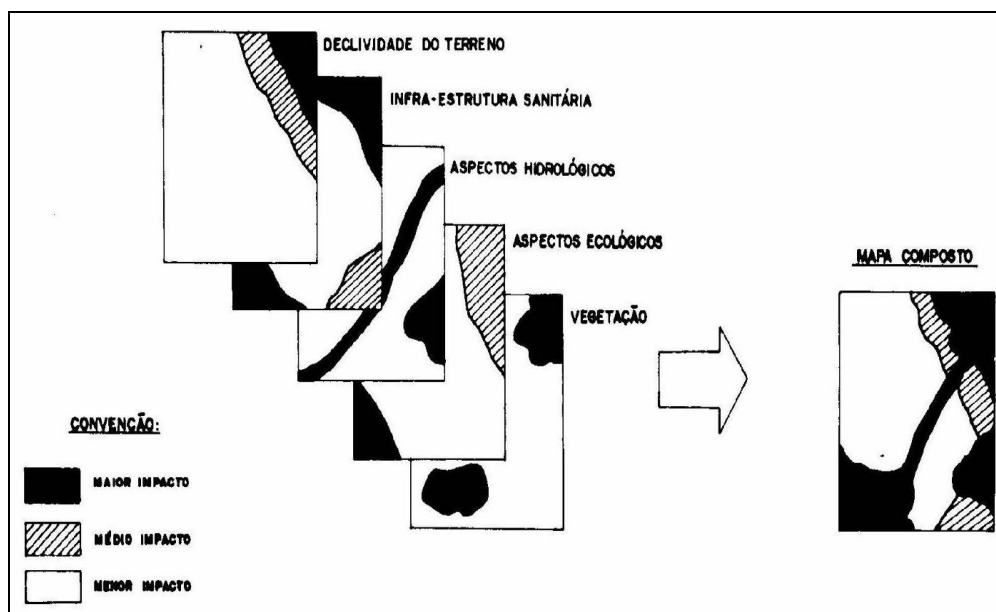 DECLIVIDADE DO TERRENO
INFRA-ESTRUTURA SANITÁRIA
ASPECTOS HIDROLÓGICOS
ASPECTOS ECOLÓGICOS
VEGETAÇÃO
MAPA COMPOSTO
CONVENÇÃO:
MAIOR IMPACTO
MÉDIO IMPACTO
MENOR IMPACTO